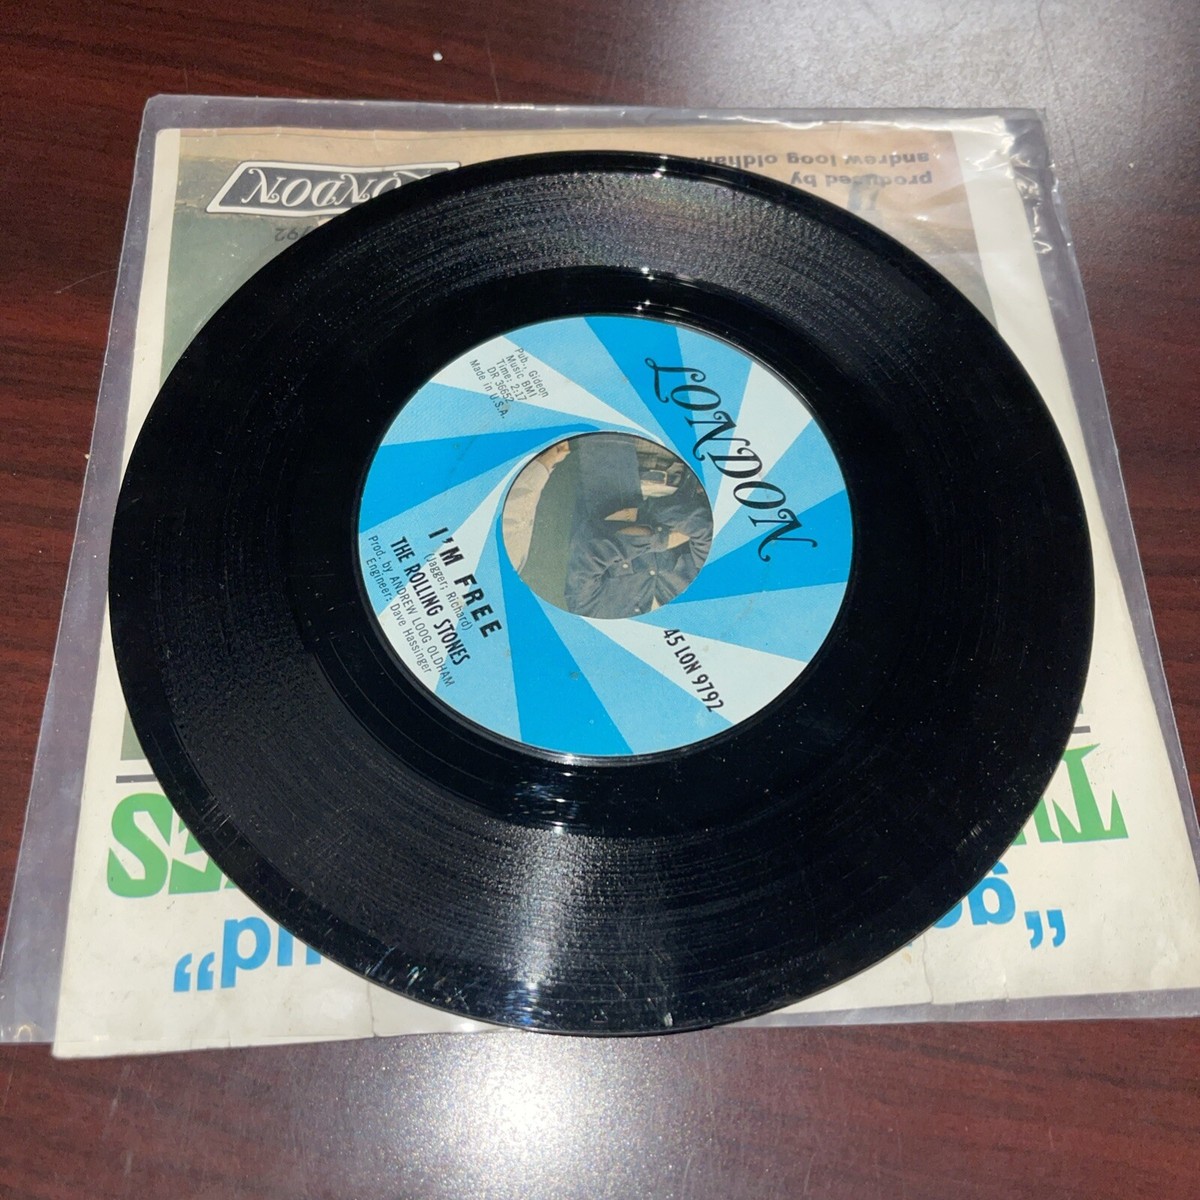 LONDON
Pub., Gideon
Music BMI
Time: 2:17
DR 36652
Made in U.S.A.
45 LON 9792
I'M FREE
(Jagger; Richard)
THE ROLLING STONES
Prod. by ANDREW LOOG OLDHAM
Engineer: Dave Hassinger
LONDON
produced by
andrew loog oldham